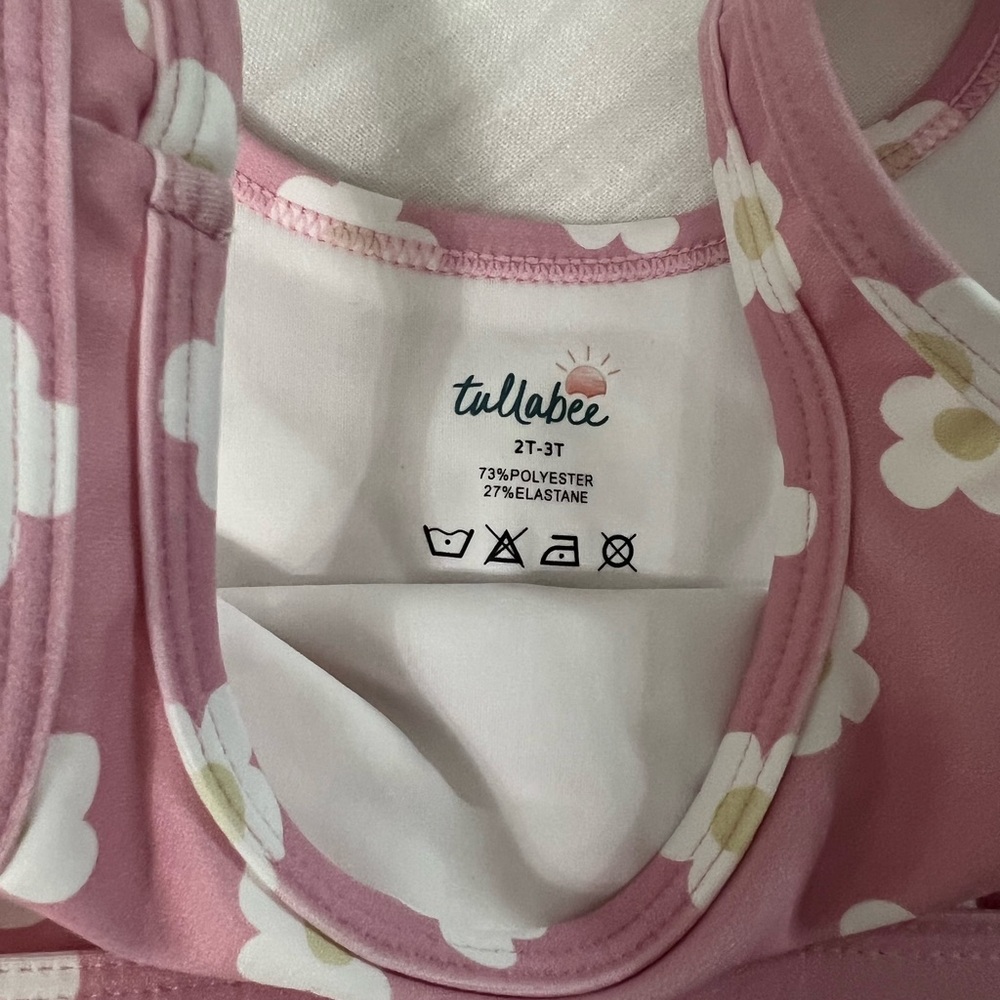 tullabee
2T-3T
73%POLYESTER
27%ELASTANE